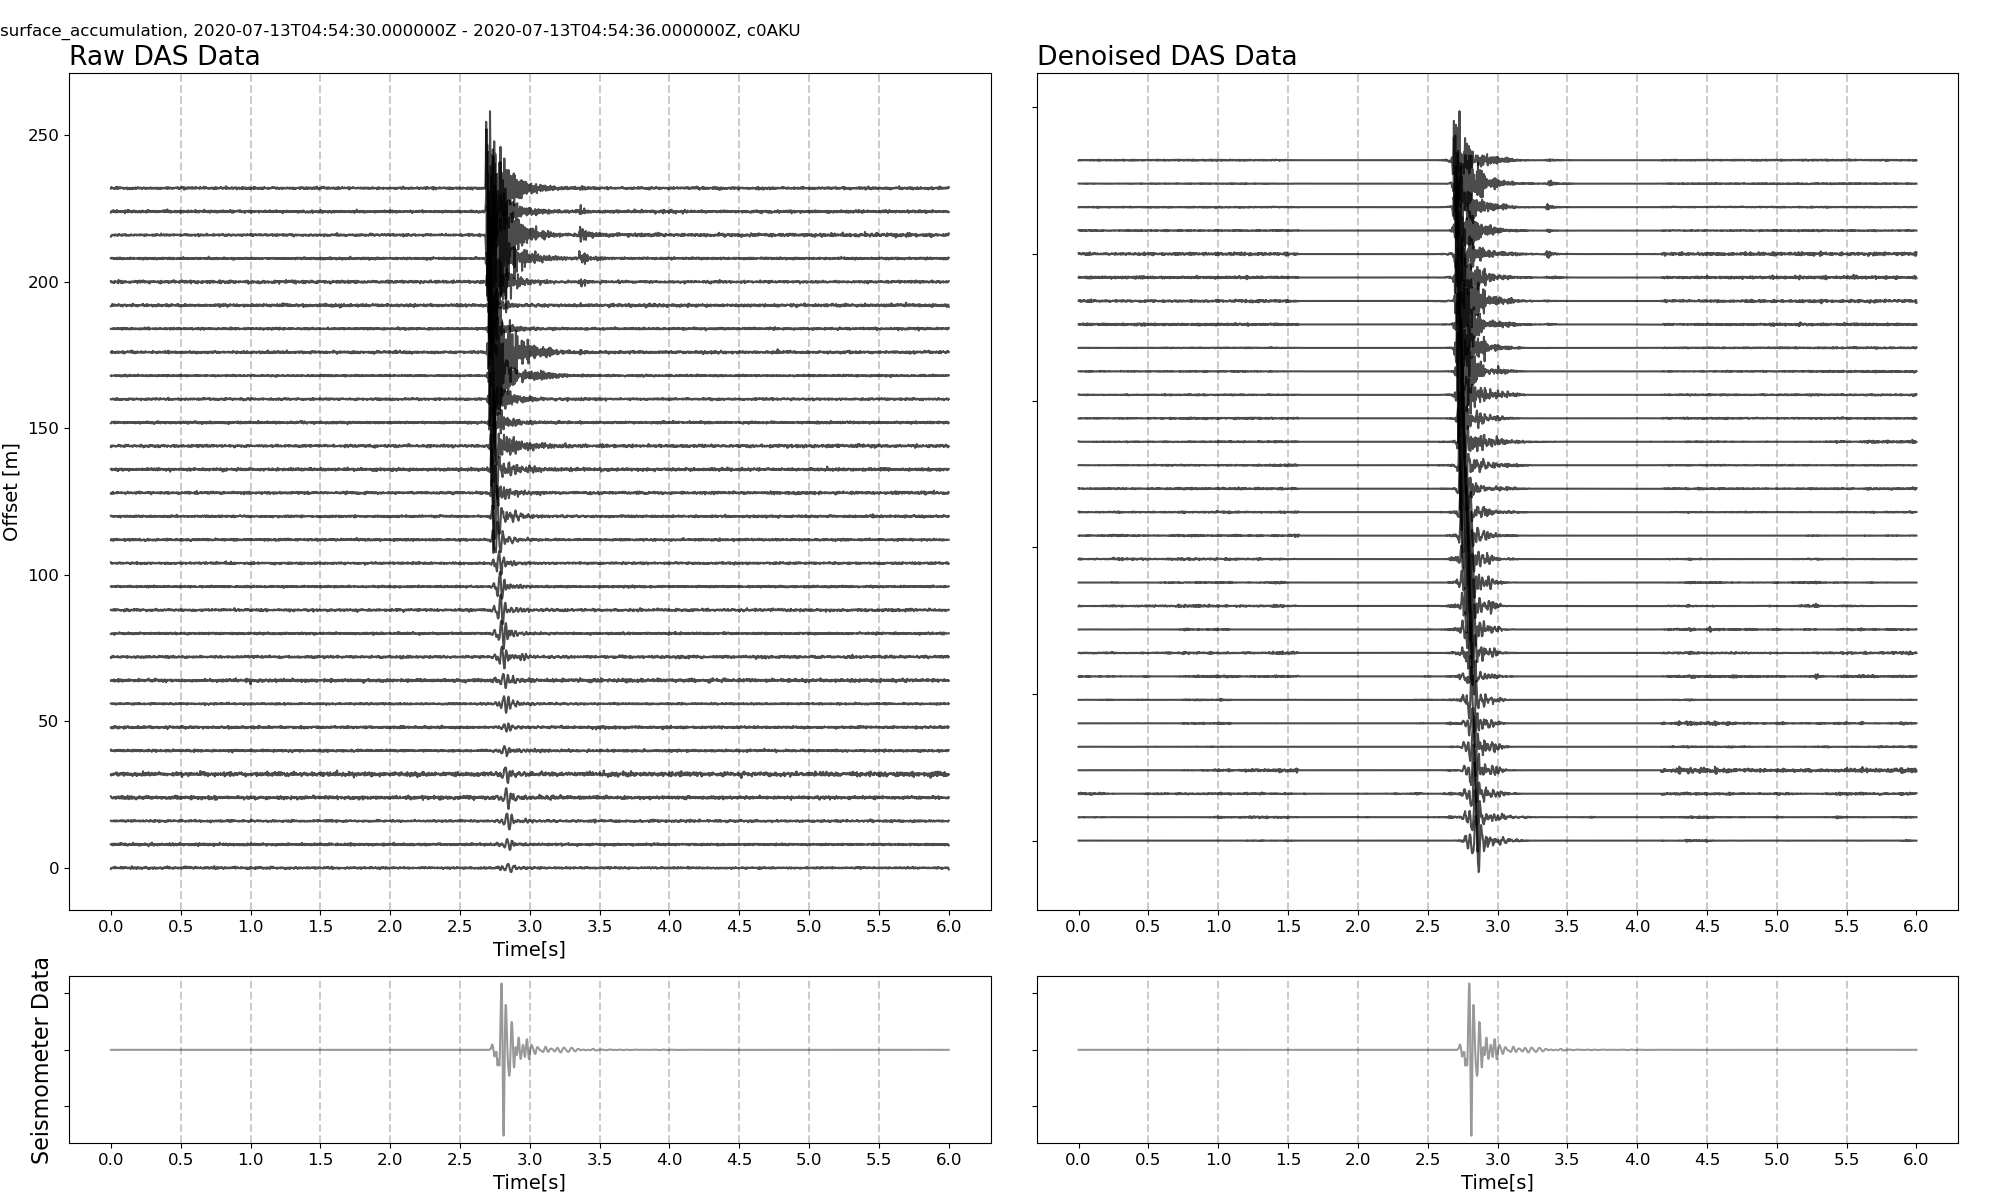 surface_accumulation, 2020-07-13T04:54:30.000000Z - 2020-07-13T04:54:36.000000Z, c0AKU
Raw DAS Data
Denoised DAS Data
Offset [m]
250
200
150
100
50
0
0.0 0.5 1.0 1.5 2.0 2.5 3.0 3.5 4.0 4.5 5.0 5.5 6.0
Time[s]
0.0 0.5 1.0 1.5 2.0 2.5 3.0 3.5 4.0 4.5 5.0 5.5 6.0
Seismometer Data
0.0 0.5 1.0 1.5 2.0 2.5 3.0 3.5 4.0 4.5 5.0 5.5 6.0
Time[s]
0.0 0.5 1.0 1.5 2.0 2.5 3.0 3.5 4.0 4.5 5.0 5.5 6.0
Time[s]